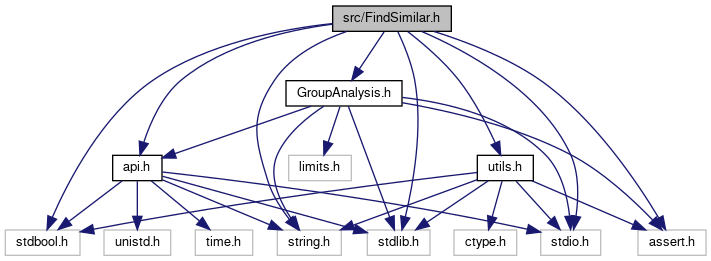 src/FindSimilar.h
GroupAnalysis.h
api.h
limits.h
utils.h
stdbool.h
unistd.h
time.h
string.h
stdlib.h
ctype.h
stdio.h
assert.h